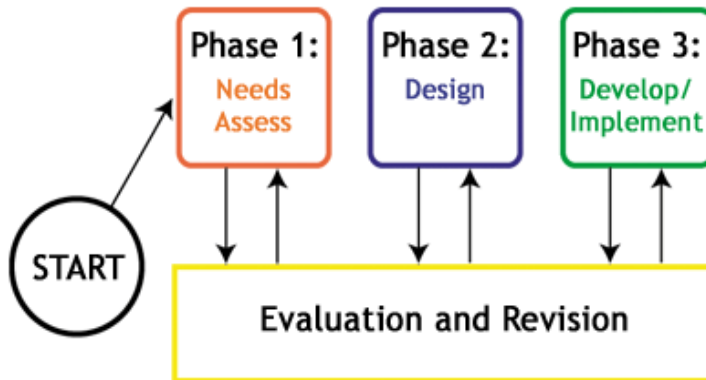 Phase 1:
Needs
Assess
Phase 2:
Design
Phase 3:
Develop/
Implement
START
Evaluation and Revision